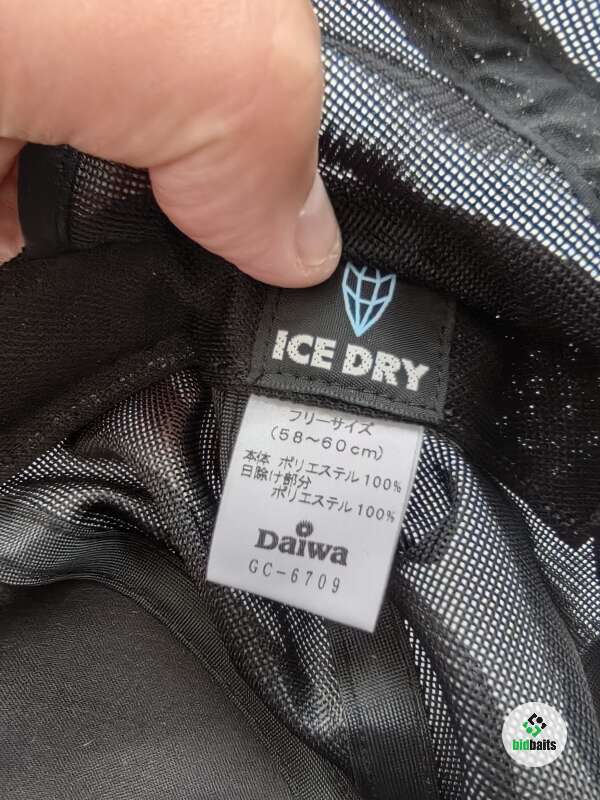 ICE DRY
フリーサイズ
(58〜60cm)
本体 ポリエステル100%
日除け部分
ポリエステル100%
Daiwa
GC-6709
bidbaits